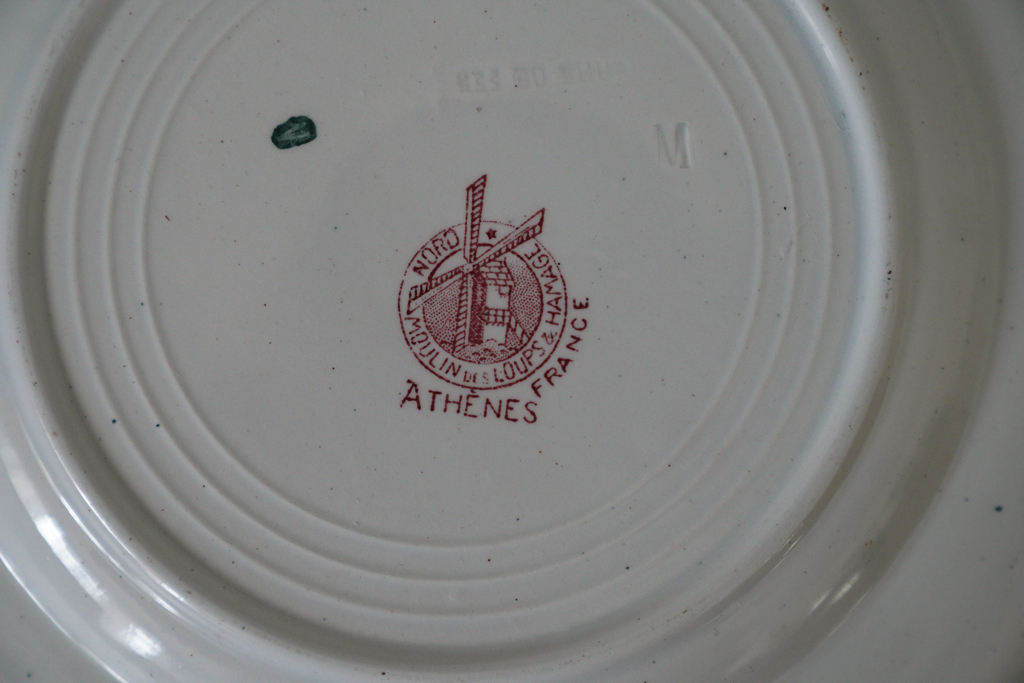 M
NORD
MOULIN DES LOUPS & HAMAGE
FRANCE
ATHÈNES